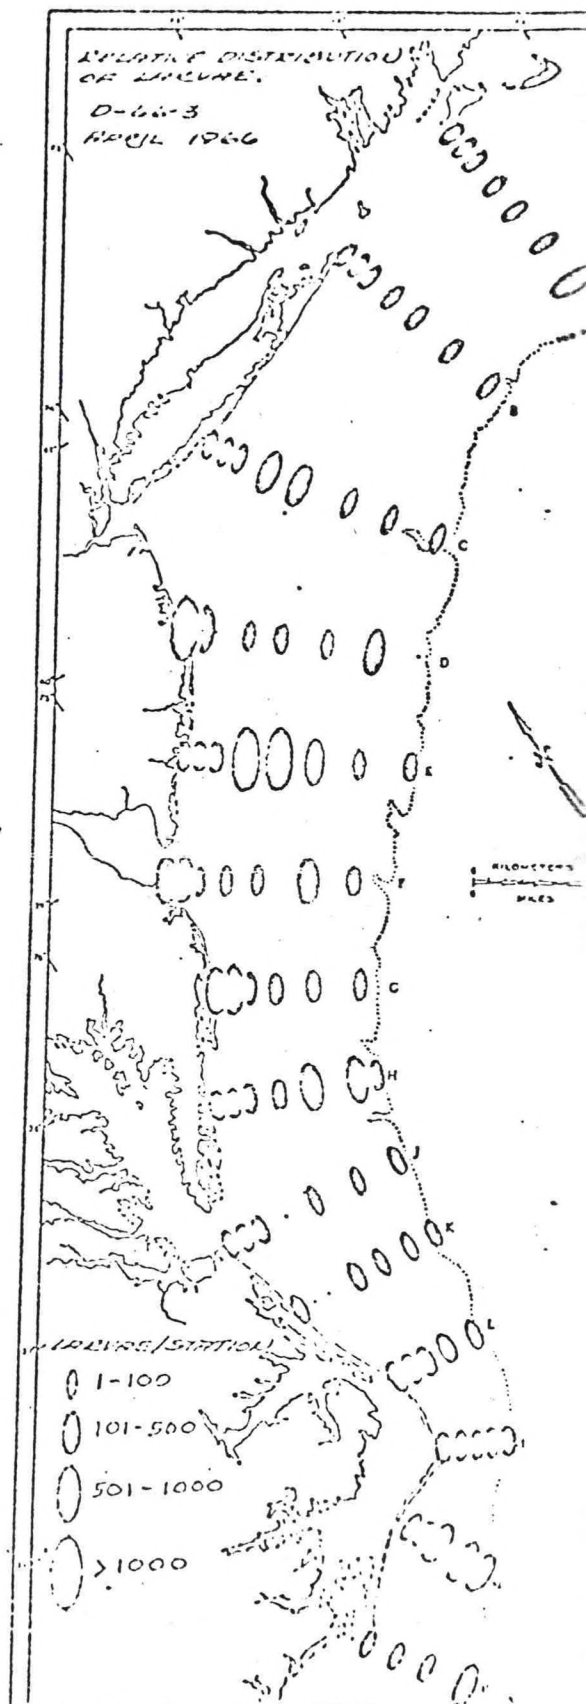 RELATIVE DISTRIBUTION
OF LARVAE.
D-66-3
APRIL 1966
B
C
D
E
F
KILOMETERS
MILES
G
H
J
K
L
LARVAE/STATION
1-100
101-500
501-1000
>1000